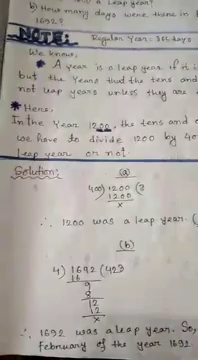 a leap year?
b) How many days were there in
1692?
NOTE: Regular Year = 365 days
We know,
A year is a leap year if it i
but the years that the tens and
not leap years unless they are
* Here,
In the year 1200, the tens and o
we have to divide 1200 by 40
leap year or not.
Solution:
(a)
400) 1200 (3
1200
x
∴ 1200 was a leap year. (
(b)
4) 1692 (423
16
9
8
12
12
x
∴ 1692 was a leap year. So,
february of the year 1692